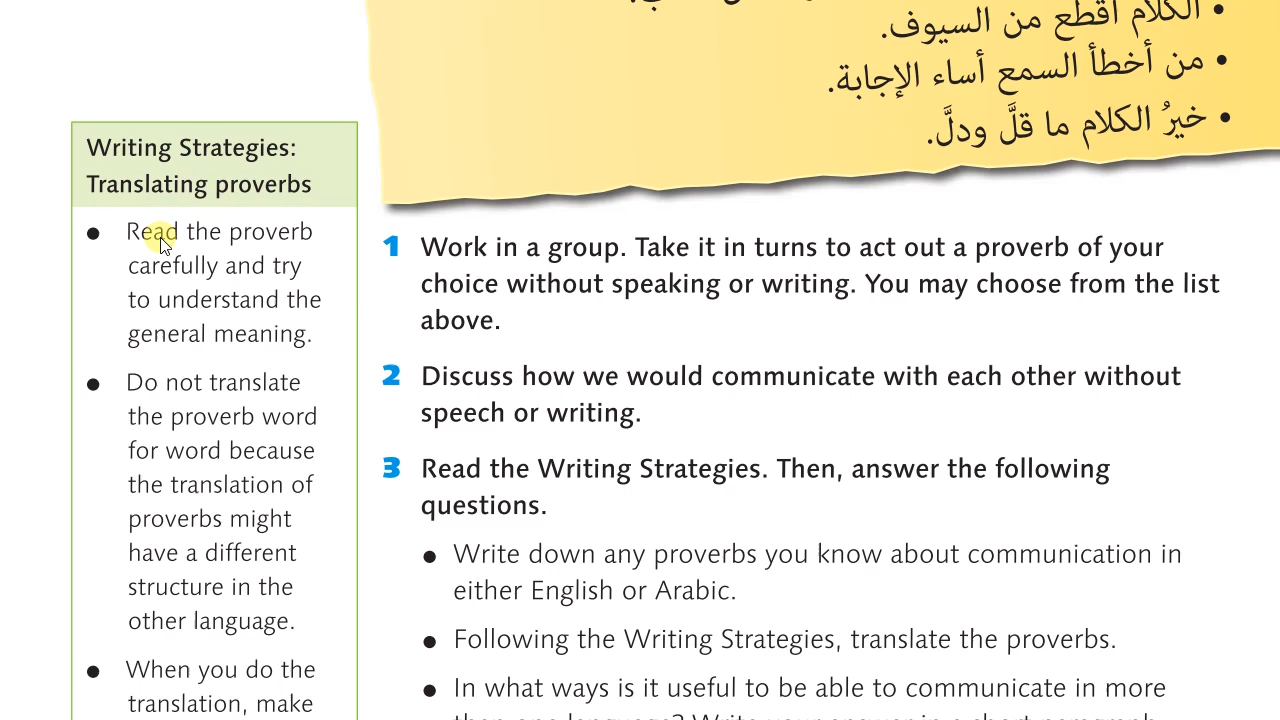 • الكلام أقطع من السيوف.
• من أخطأ السمع أساء الإجابة.
• خيرُ الكلام ما قلَّ ودلَّ.
Writing Strategies:
Translating proverbs
● Read the proverb
carefully and try
to understand the
general meaning.
● Do not translate
the proverb word
for word because
the translation of
proverbs might
have a different
structure in the
other language.
● When you do the
translation, make
1 Work in a group. Take it in turns to act out a proverb of your
choice without speaking or writing. You may choose from the list
above.
2 Discuss how we would communicate with each other without
speech or writing.
3 Read the Writing Strategies. Then, answer the following
questions.
● Write down any proverbs you know about communication in
either English or Arabic.
● Following the Writing Strategies, translate the proverbs.
● In what ways is it useful to be able to communicate in more